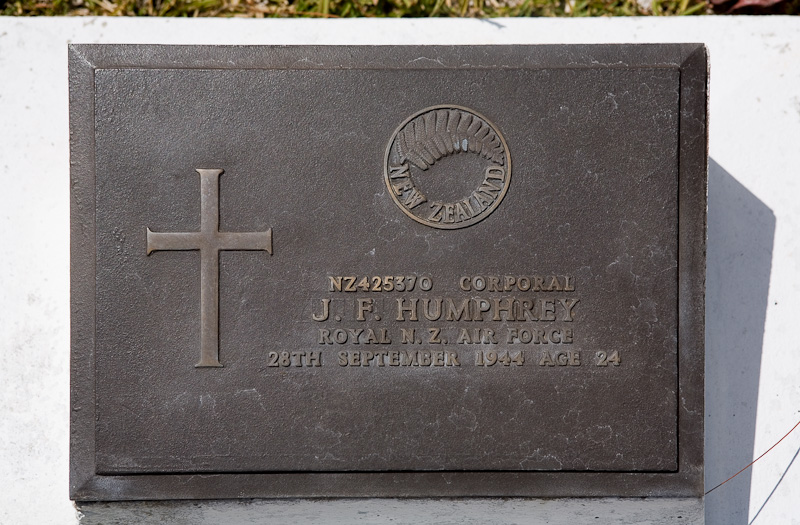 NEW ZEALAND
NZ425370 CORPORAL
J. F. HUMPHREY
ROYAL N. Z. AIR FORCE
28TH SEPTEMBER 1944 AGE 24